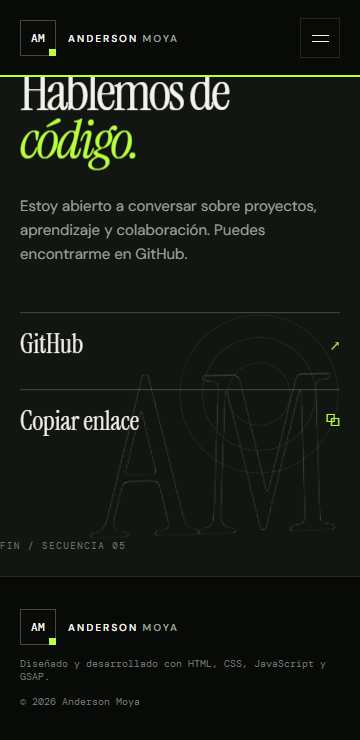 AM ANDERSON MOYA
Hablemos de
código.
Estoy abierto a conversar sobre proyectos,
aprendizaje y colaboración. Puedes
encontrarme en GitHub.
GitHub ↗
Copiar enlace
AM
FIN / SECUENCIA 05
AM ANDERSON MOYA
Diseñado y desarrollado con HTML, CSS, JavaScript y
GSAP.
© 2026 Anderson Moya